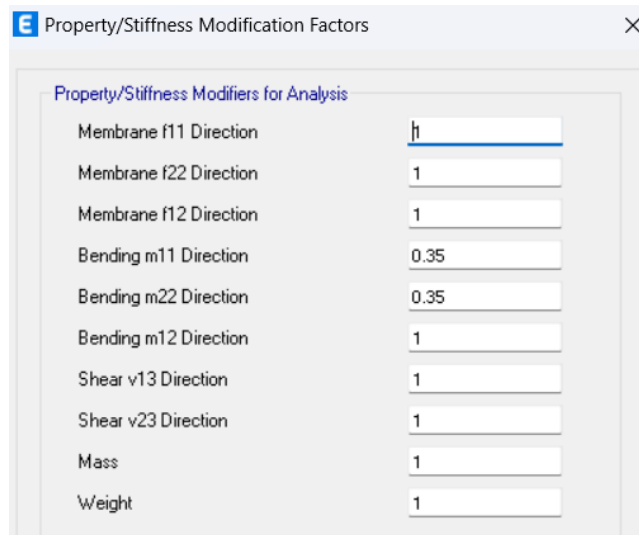 E Property/Stiffness Modification Factors
Property/Stiffness Modifiers for Analysis
Membrane f11 Direction 1
Membrane f22 Direction 1
Membrane f12 Direction 1
Bending m11 Direction 0.35
Bending m22 Direction 0.35
Bending m12 Direction 1
Shear v13 Direction 1
Shear v23 Direction 1
Mass 1
Weight 1